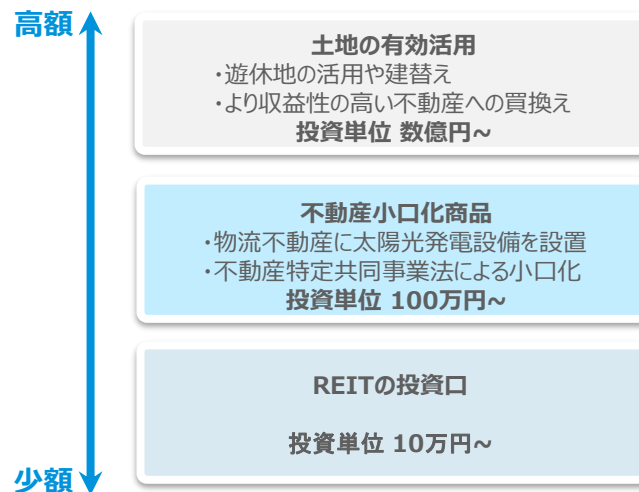 高額
土地の有効活用
・遊休地の活用や建替え
・より収益性の高い不動産への買換え
投資単位 数億円~
不動産小口化商品
・物流不動産に太陽光発電設備を設置
・不動産特定共同事業法による小口化
投資単位 100万円~
REITの投資口
投資単位 10万円~
少額